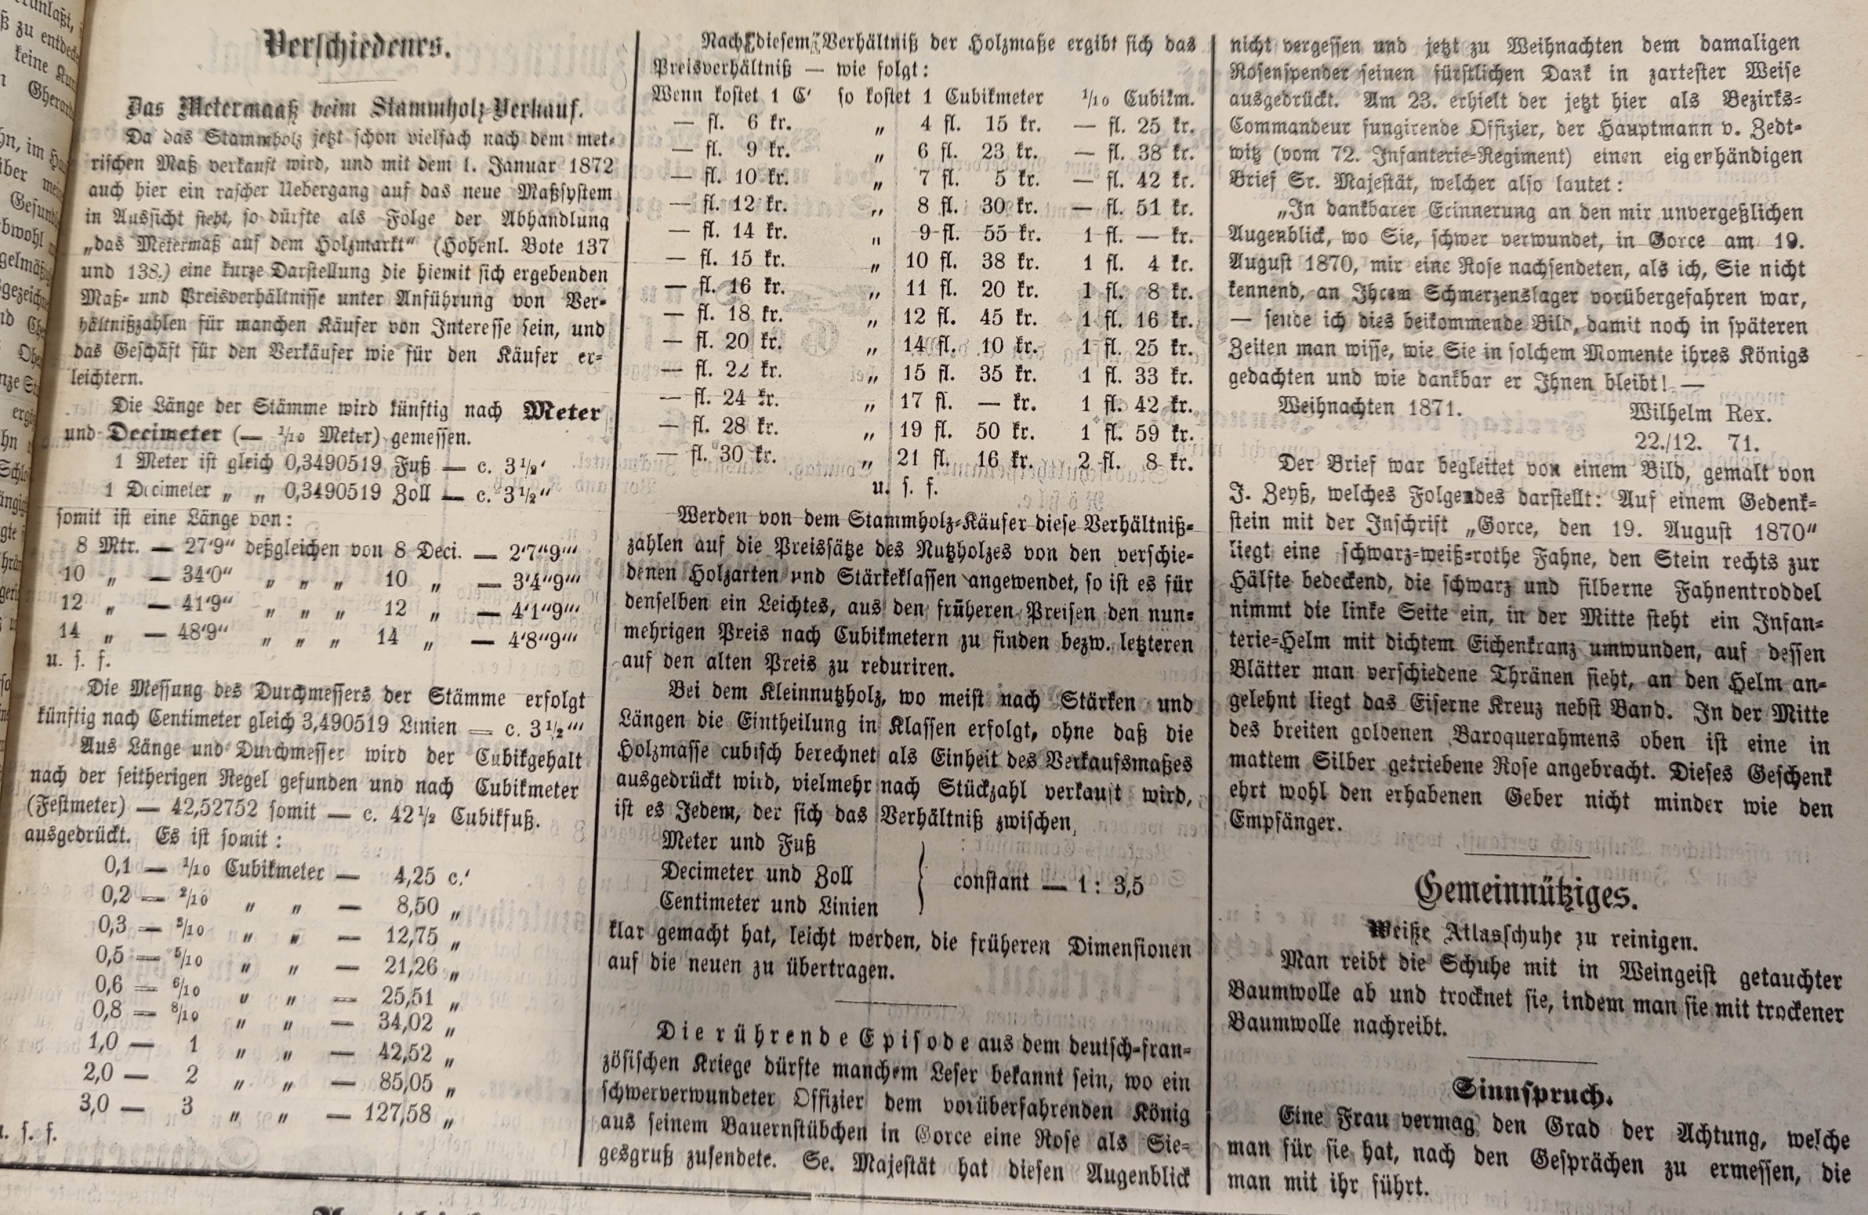 Verschiedenes.
Das Metermaaß beim Stammholz-Verkauf.
Da das Stammholz jetzt schon vielfach nach dem met-
rischen Maß verkauft wird, und mit dem 1. Januar 1872
auch hier ein rascher Uebergang auf das neue Maßsystem
in Aussicht steht, so dürfte als Folge der Abhandlung
„das Metermaß auf dem Holzmarkt“ (Hohenl. Bote 137
und 138.) eine kurze Darstellung die hiemit sich ergebenden
Maß- und Preisverhältnisse unter Anführung von Ver-
hältnißzahlen für manchen Käufer von Interesse sein, und
das Geschäft für den Verkäufer wie für den Käufer er-
leichtern.
Die Länge der Stämme wird künftig nach Meter
und Decimeter (— 1/10 Meter) gemessen.
1 Meter ist gleich 0,3490519 Fuß — c. 3 1/2‘
1 Decimeter „ „ 0,3490519 Zoll — c. 3 1/2“
somit ist eine Länge von:
8 Mtr. — 27‘9“ deßgleichen von 8 Deci. — 2‘7“9‘“
10 „ — 34‘0“ „ „ „ 10 „ — 3‘4“9‘“
12 „ — 41‘9“ „ „ „ 12 „ — 4‘1“9‘“
14 „ — 48‘9“ „ „ „ 14 „ — 4‘8“9‘“
u. s. f.
Die Messung des Durchmessers der Stämme erfolgt
künftig nach Centimeter gleich 3,490519 Linien — c. 3 1/2‘“
Aus Länge und Durchmesser wird der Cubikgehalt
nach der seitherigen Regel gefunden und nach Cubikmeter
(Festmeter) — 42,52752 somit — c. 42 1/2 Cubikfuß.
ausgedrückt. Es ist somit:
0,1 — 1/10 Cubikmeter — 4,25 c.‘
0,2 — 2/10 „ „ — 8,50 „
0,3 — 3/10 „ „ — 12,75 „
0,5 — 5/10 „ „ — 21,26 „
0,6 — 6/10 „ „ — 25,51 „
0,8 — 8/10 „ „ — 34,02 „
1,0 — 1 „ „ — 42,52 „
2,0 — 2 „ „ — 85,05 „
3,0 — 3 „ „ — 127,58 „
u. s. f.
Nach diesem Verhältniß der Holzmaße ergibt sich das
Preisverhältniß — wie folgt:
Wenn kostet 1 C‘ so kostet 1 Cubikmeter 1/10 Cubikm.
— fl. 6 kr. „ 4 fl. 15 kr. — fl. 25 kr.
— fl. 9 kr. „ 6 fl. 23 kr. — fl. 38 kr.
— fl. 10 kr. „ 7 fl. 5 kr. — fl. 42 kr.
— fl. 12 kr. „ 8 fl. 30 kr. — fl. 51 kr.
— fl. 14 kr. „ 9 fl. 55 kr. 1 fl. — kr.
— fl. 15 kr. „ 10 fl. 38 kr. 1 fl. 4 kr.
— fl. 16 kr. „ 11 fl. 20 kr. 1 fl. 8 kr.
— fl. 18 kr. „ 12 fl. 45 kr. 1 fl. 16 kr.
— fl. 20 kr. „ 14 fl. 10 kr. 1 fl. 25 kr.
— fl. 22 kr. „ 15 fl. 35 kr. 1 fl. 33 kr.
— fl. 24 kr. „ 17 fl. — kr. 1 fl. 42 kr.
— fl. 28 kr. „ 19 fl. 50 kr. 1 fl. 59 kr.
— fl. 30 kr. „ 21 fl. 16 kr. 2 fl. 8 kr.
u. s. f.
Werden von dem Stammholz-Käufer diese Verhältniß-
zahlen auf die Preissätze des Nutzholzes von den verschie-
denen Holzarten und Stärkeklassen angewendet, so ist es für
denselben ein Leichtes, aus den früheren Preisen den nun-
mehrigen Preis nach Cubikmetern zu finden bezw. letzteren
auf den alten Preis zu reduriren.
Bei dem Kleinnutzholz, wo meist nach Stärken und
Längen die Eintheilung in Klassen erfolgt, ohne daß die
Holzmasse cubisch berechnet als Einheit des Verkaufsmaßes
ausgedrückt wird, vielmehr nach Stückzahl verkauft wird,
ist es Jedem, der sich das Verhältniß zwischen
Meter und Fuß
Decimeter und Zoll } constant — 1 : 3,5
Centimeter und Linien
klar gemacht hat, leicht werden, die früheren Dimensionen
auf die neuen zu übertragen.
Die rührende Episode aus dem deutsch-fran-
zösischen Kriege dürfte manchem Leser bekannt sein, wo ein
schwerverwundeter Offizier dem vorüberfahrenden König
aus seinem Bauernstübchen in Gorce eine Rose als Sie-
gesgruß zusendete. Se. Majestät hat diesen Augenblick
nicht vergessen und jetzt zu Weihnachten dem damaligen
Rosenspender seinen fürstlichen Dank in zartester Weise
ausgedrückt. Am 23. erhielt der jetzt hier als Bezirks-
Commandeur fungirende Offizier, der Hauptmann v. Zedt-
witz (vom 72. Infanterie-Regiment) einen eigerhändigen
Brief Sr. Majestät, welcher also lautet:
„In dankbarer Erinnerung an den mir unvergeßlichen
Augenblick, wo Sie, schwer verwundet, in Gorce am 19.
August 1870, mir eine Rose nachsendeten, als ich, Sie nicht
kennend, an Ihrem Schmerzenslager vorübergefahren war,
— sende ich dies beikommende Bild, damit noch in späteren
Zeiten man wisse, wie Sie in solchem Momente ihres Königs
gedachten und wie dankbar er Ihnen bleibt! —
Weihnachten 1871. Wilhelm Rex.
22./12. 71.
Der Brief war begleitet von einem Bild, gemalt von
J. Zeyß, welches Folgendes darstellt: Auf einem Gedenk-
stein mit der Inschrift „Gorce, den 19. August 1870“
liegt eine schwarz-weiß-rothe Fahne, den Stein rechts zur
Hälfte bedeckend, die schwarz und silberne Fahnentroddel
nimmt die linke Seite ein, in der Mitte steht ein Infan-
terie-Helm mit dichtem Eichenkranz umwunden, auf dessen
Blätter man verschiedene Thränen sieht, an den Helm an-
gelehnt liegt das Eiserne Kreuz nebst Band. In der Mitte
des breiten goldenen Baroquerahmens oben ist eine in
mattem Silber getriebene Rose angebracht. Dieses Geschenk
ehrt wohl den erhabenen Geber nicht minder wie den
Empfänger.
Gemeinnütziges.
Weiße Atlasschuhe zu reinigen.
Man reibt die Schuhe mit in Weingeist getauchter
Baumwolle ab und trocknet sie, indem man sie mit trockener
Baumwolle nachreibt.
Sinnspruch.
Eine Frau vermag den Grad der Achtung, welche
man für sie hat, nach den Gesprächen zu ermessen, die
man mit ihr führt.